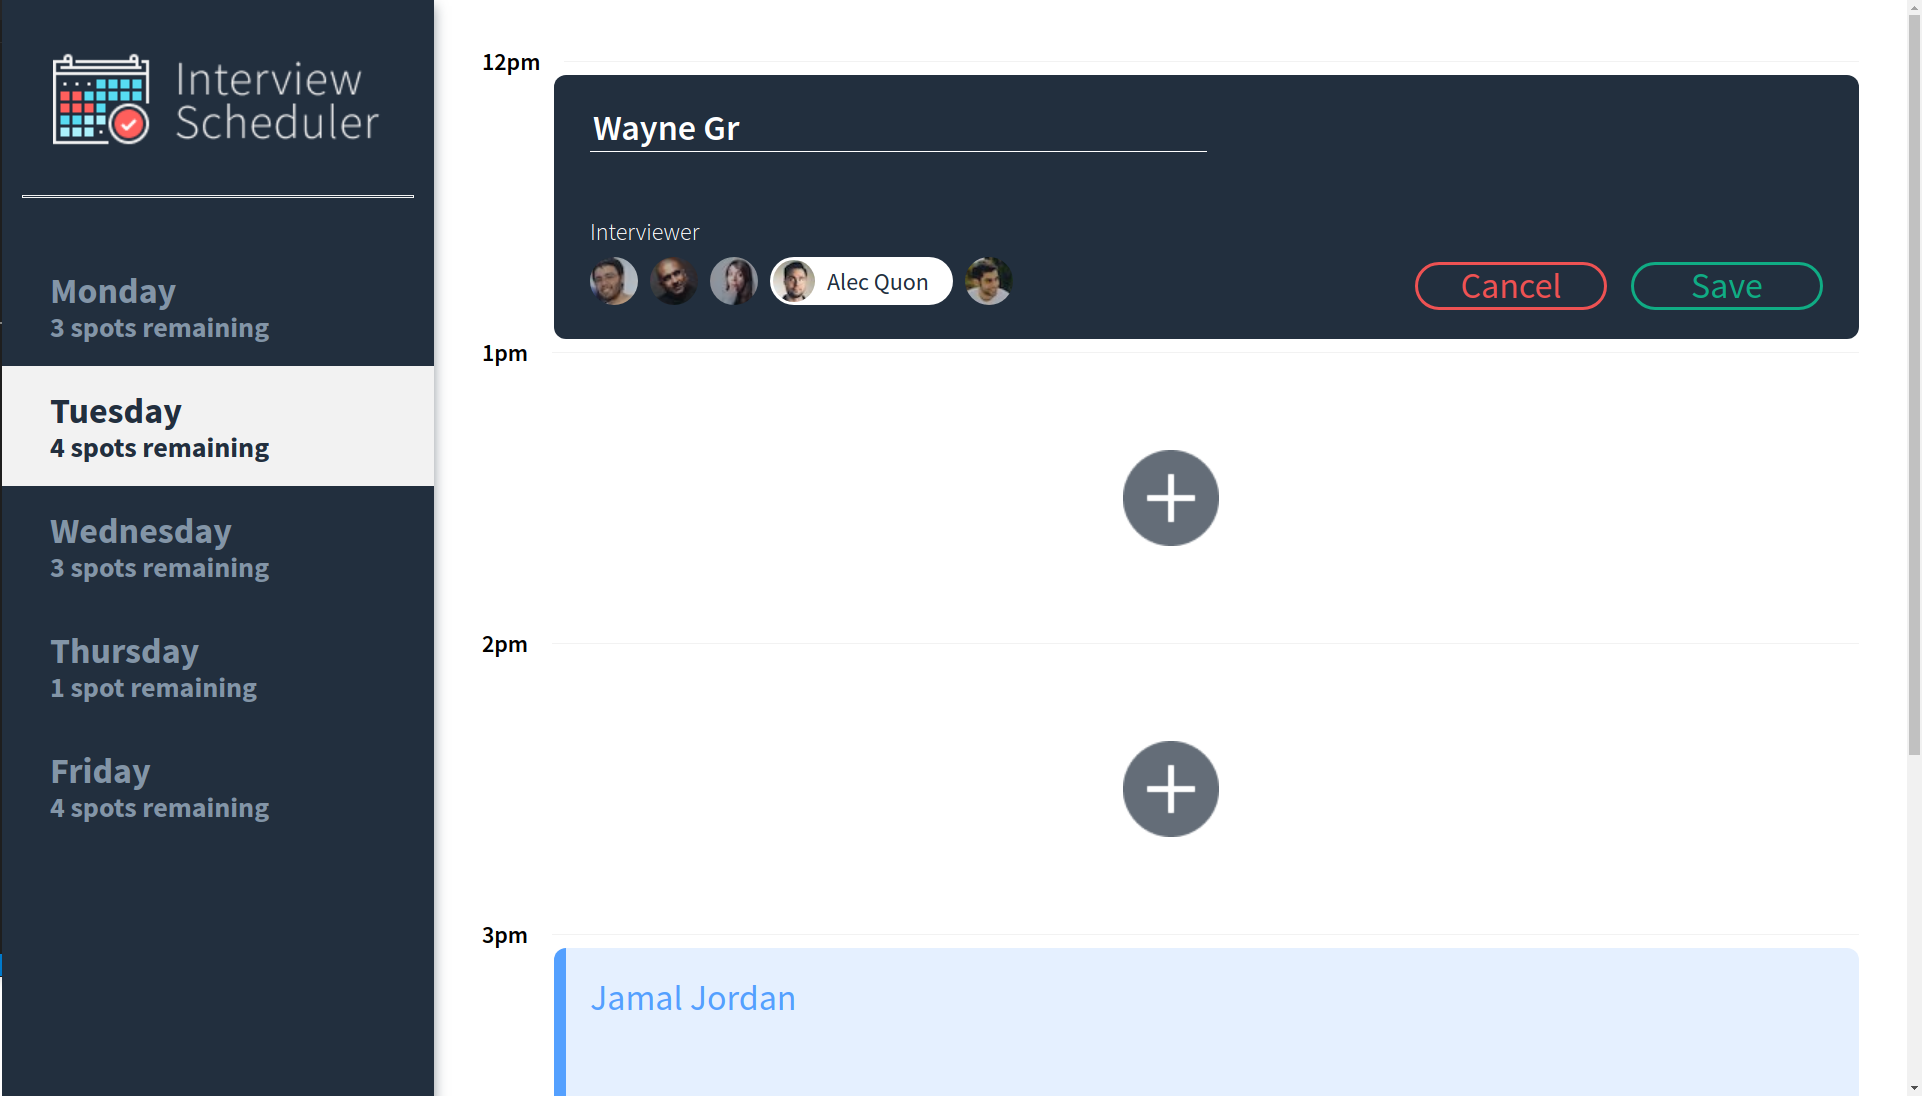 Interview
Scheduler
Monday
3 spots remaining
Tuesday
4 spots remaining
Wednesday
3 spots remaining
Thursday
1 spot remaining
Friday
4 spots remaining
12pm
Wayne Gr
Interviewer
Alec Quon
Cancel
Save
1pm
2pm
3pm
Jamal Jordan